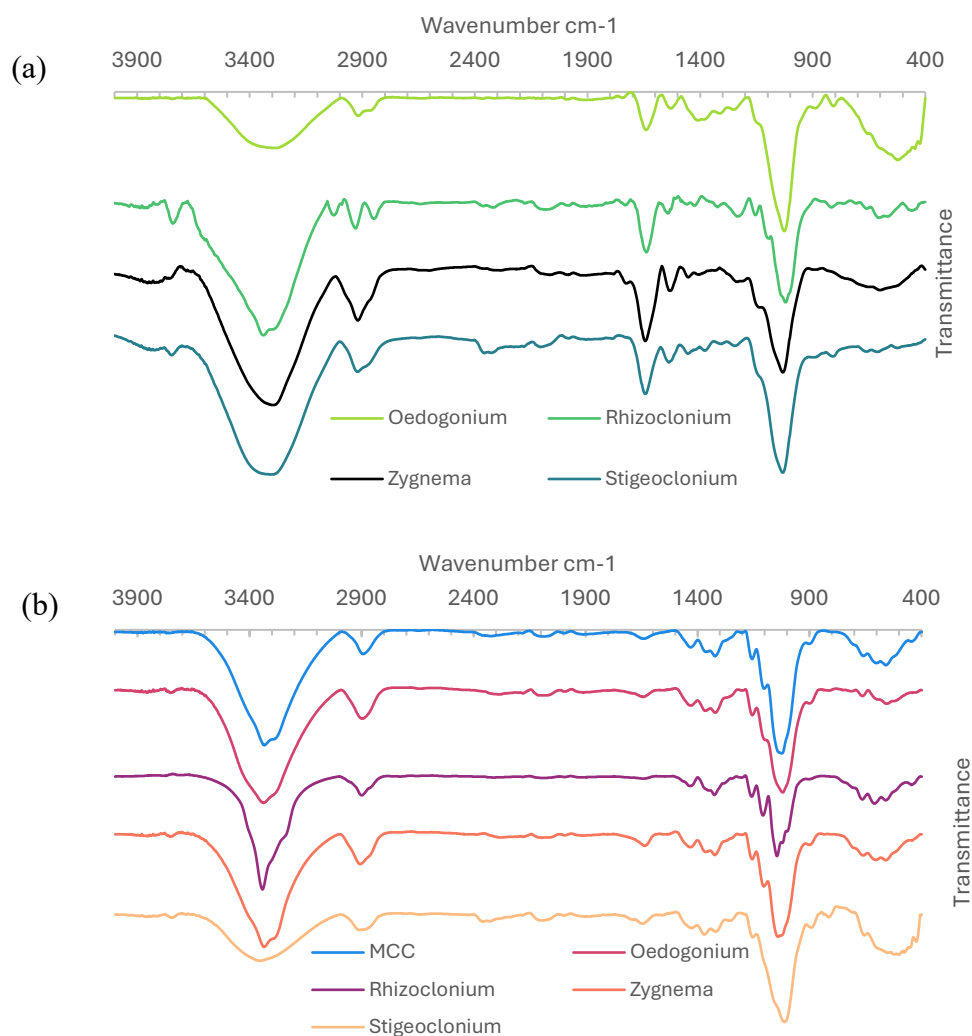 Wavenumber cm-1
(a)
3900 3400 2900 2400 1900 1400 900 400
Transmittance
Oedogonium Rhizoclonium
Zygnema Stigeoclonium
Wavenumber cm-1
(b)
3900 3400 2900 2400 1900 1400 900 400
Transmittance
MCC Oedogonium
Rhizoclonium Zygnema
Stigeoclonium